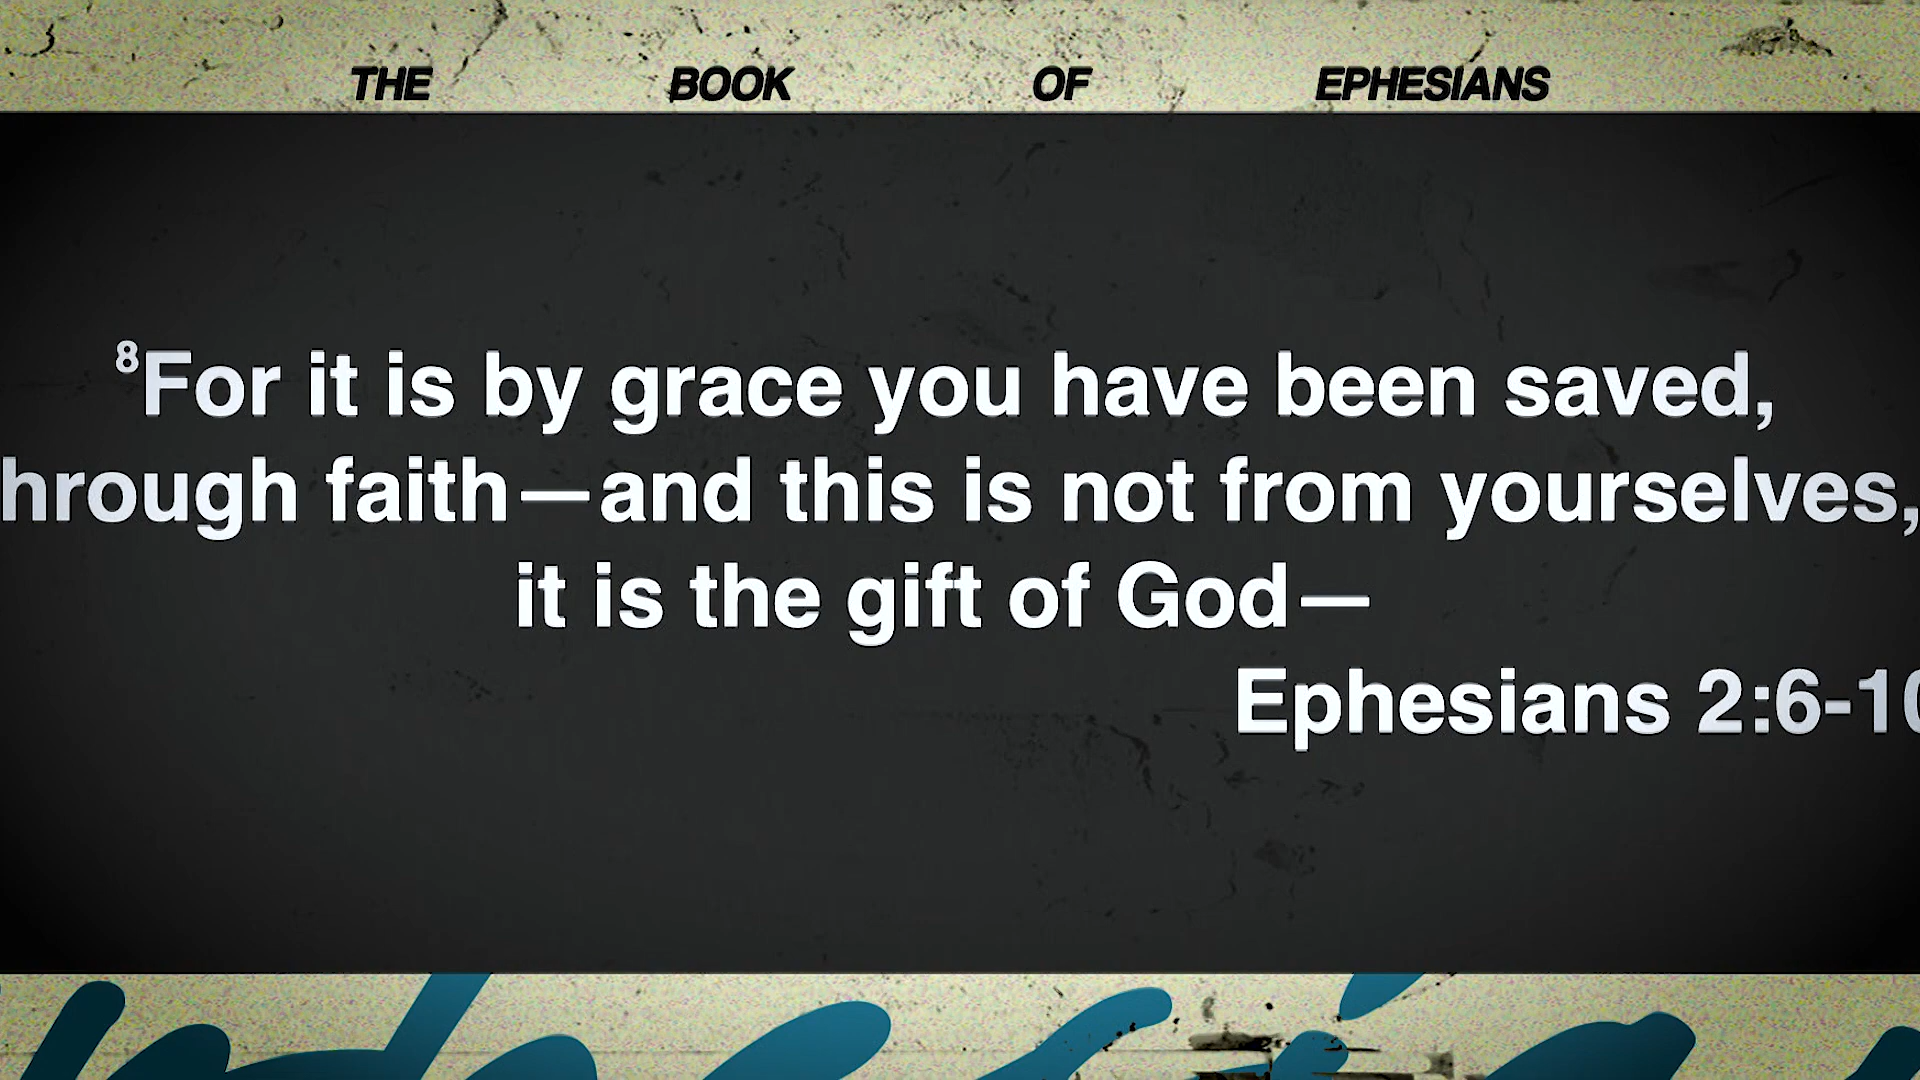 THE BOOK OF EPHESIANS
⁸For it is by grace you have been saved,
hrough faith—and this is not from yourselves,
it is the gift of God—
Ephesians 2:6-10